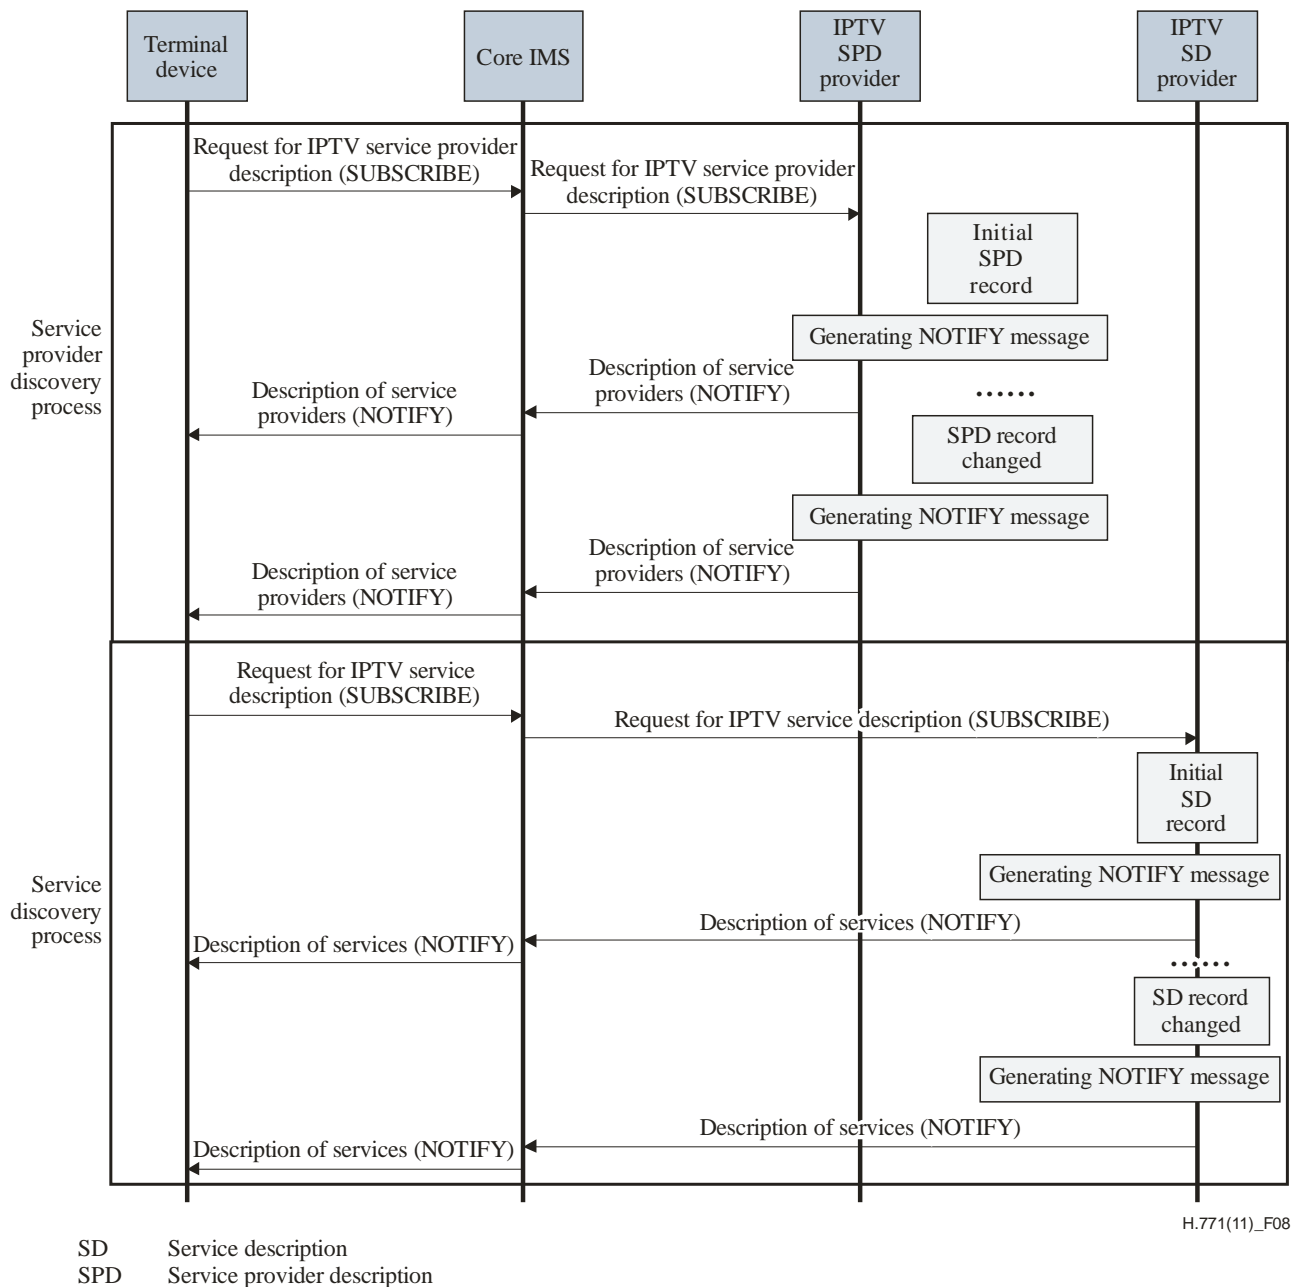 Terminal
device
Core IMS
IPTV
SPD
provider
IPTV
SD
provider
Request for IPTV service provider
description (SUBSCRIBE)
Request for IPTV service provider
description (SUBSCRIBE)
Initial
SPD
record
Service
provider
discovery
process
Generating NOTIFY message
Description of service
providers (NOTIFY)
Description of service
providers (NOTIFY)
......
SPD record
changed
Generating NOTIFY message
Description of service
providers (NOTIFY)
Description of service
providers (NOTIFY)
Request for IPTV service
description (SUBSCRIBE)
Request for IPTV service description (SUBSCRIBE)
Initial
SD
record
Service
discovery
process
Generating NOTIFY message
Description of services (NOTIFY)
Description of services (NOTIFY)
......
SD record
changed
Generating NOTIFY message
Description of services (NOTIFY)
Description of services (NOTIFY)
H.771(11)_F08
SD Service description
SPD Service provider description